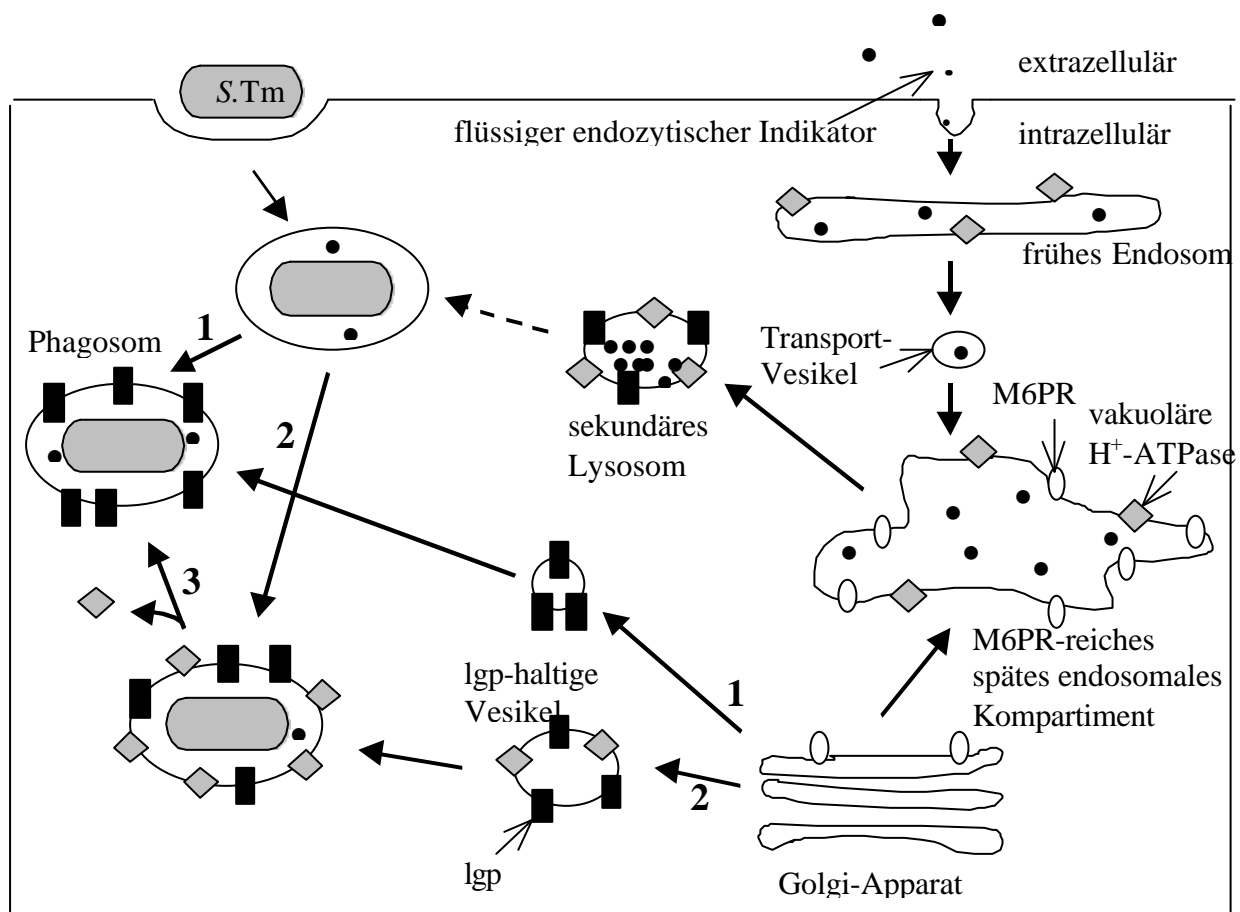 S.Tm
extrazellulär
flüssiger endozytischer Indikator
intrazellulär
frühes Endosom
Transport-
Vesikel
M6PR
vakuoläre
H⁺-ATPase
Phagosom
1
2
sekundäres
Lysosom
3
lgp-haltige
Vesikel
1
M6PR-reiches
spätes endosomales
Kompartiment
2
lgp
Golgi-Apparat